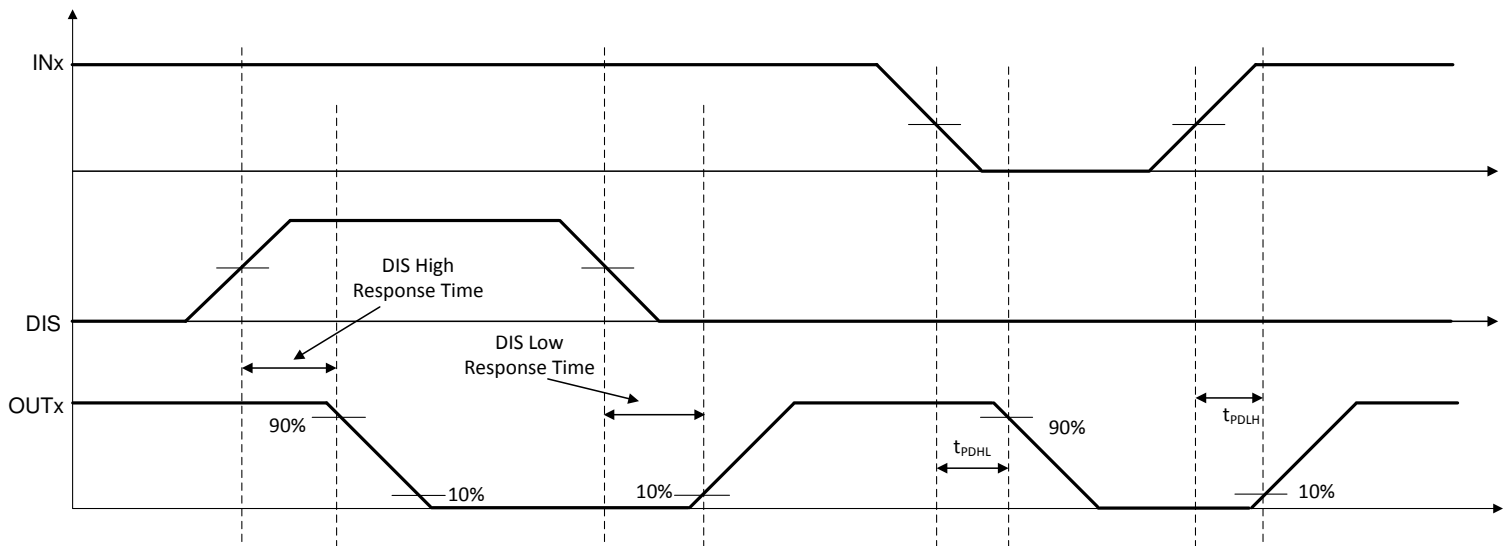 INx
DIS High
Response Time
DIS
DIS Low
Response Time
OUTx
90%
10%
10%
tPDHL
90%
tPDLH
10%